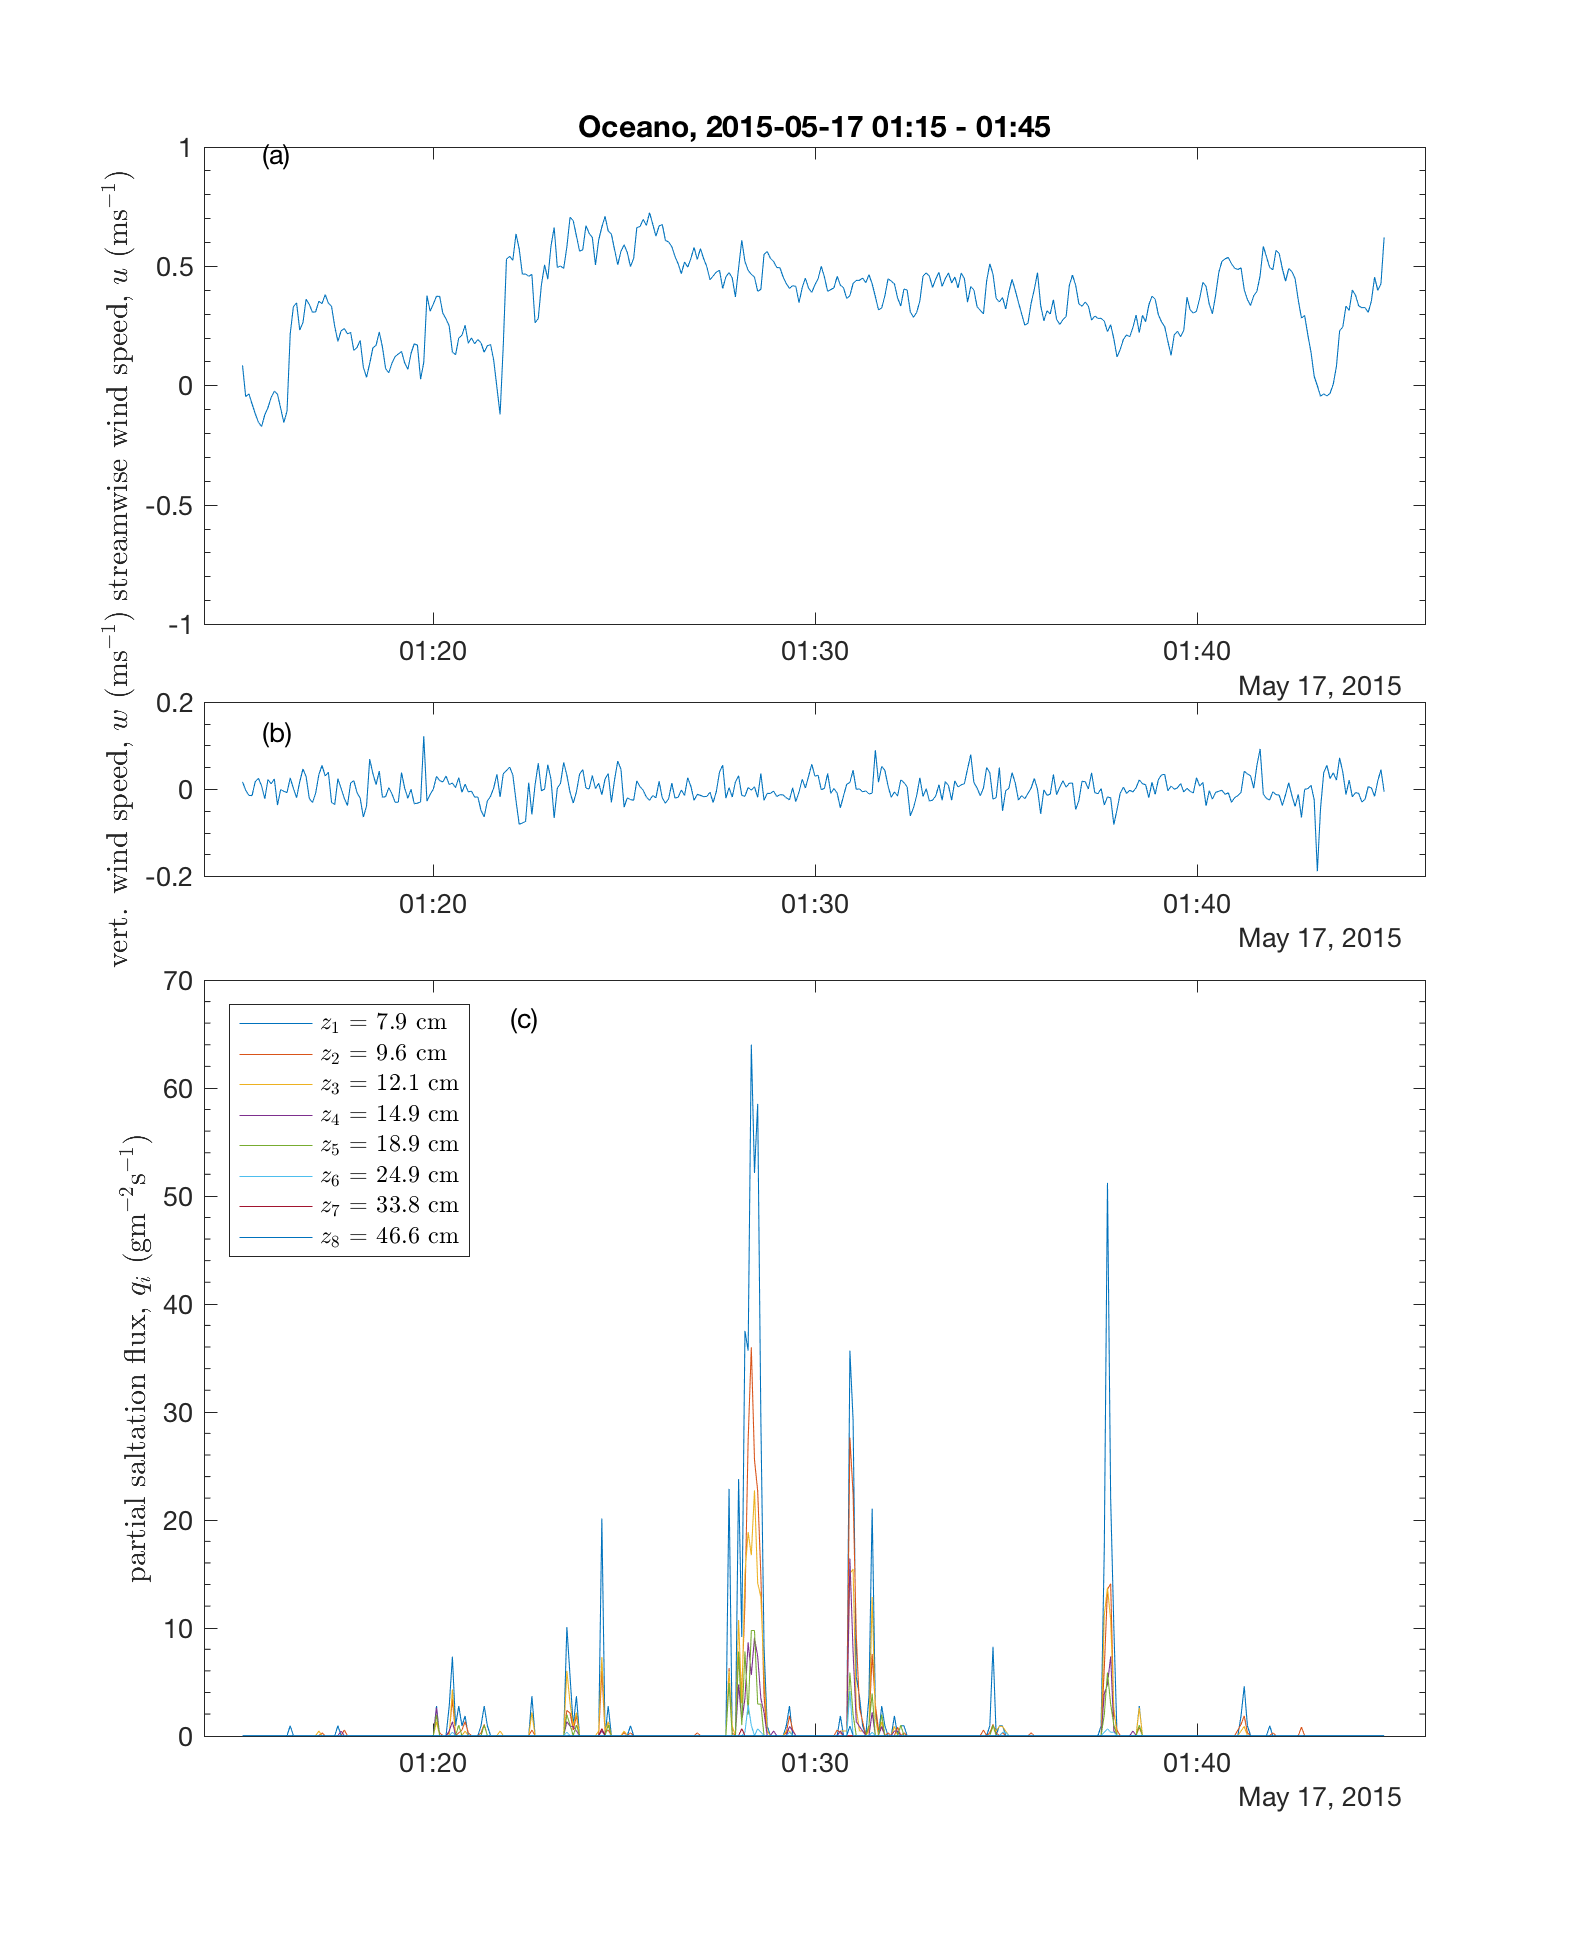 Oceano, 2015-05-17 01:15 - 01:45
(a)
streamwise wind speed, u (ms⁻¹)
1
0.5
0
-0.5
-1
01:20 01:30 01:40
May 17, 2015
(b)
vert. wind speed, w (ms⁻¹)
0.2
0
-0.2
01:20 01:30 01:40
May 17, 2015
(c)
partial saltation flux, qᵢ (gm⁻²s⁻¹)
70
60
50
40
30
20
10
0
z₁ = 7.9 cm
z₂ = 9.6 cm
z₃ = 12.1 cm
z₄ = 14.9 cm
z₅ = 18.9 cm
z₆ = 24.9 cm
z₇ = 33.8 cm
z₈ = 46.6 cm
01:20 01:30 01:40
May 17, 2015